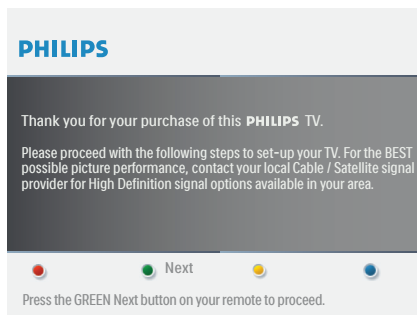 PHILIPS
Thank you for your purchase of this PHILIPS TV.
Please proceed with the following steps to set-up your TV. For the BEST
possible picture performance, contact your local Cable / Satellite signal
provider for High Definition signal options available in your area.
Next
Press the GREEN Next button on your remote to proceed.